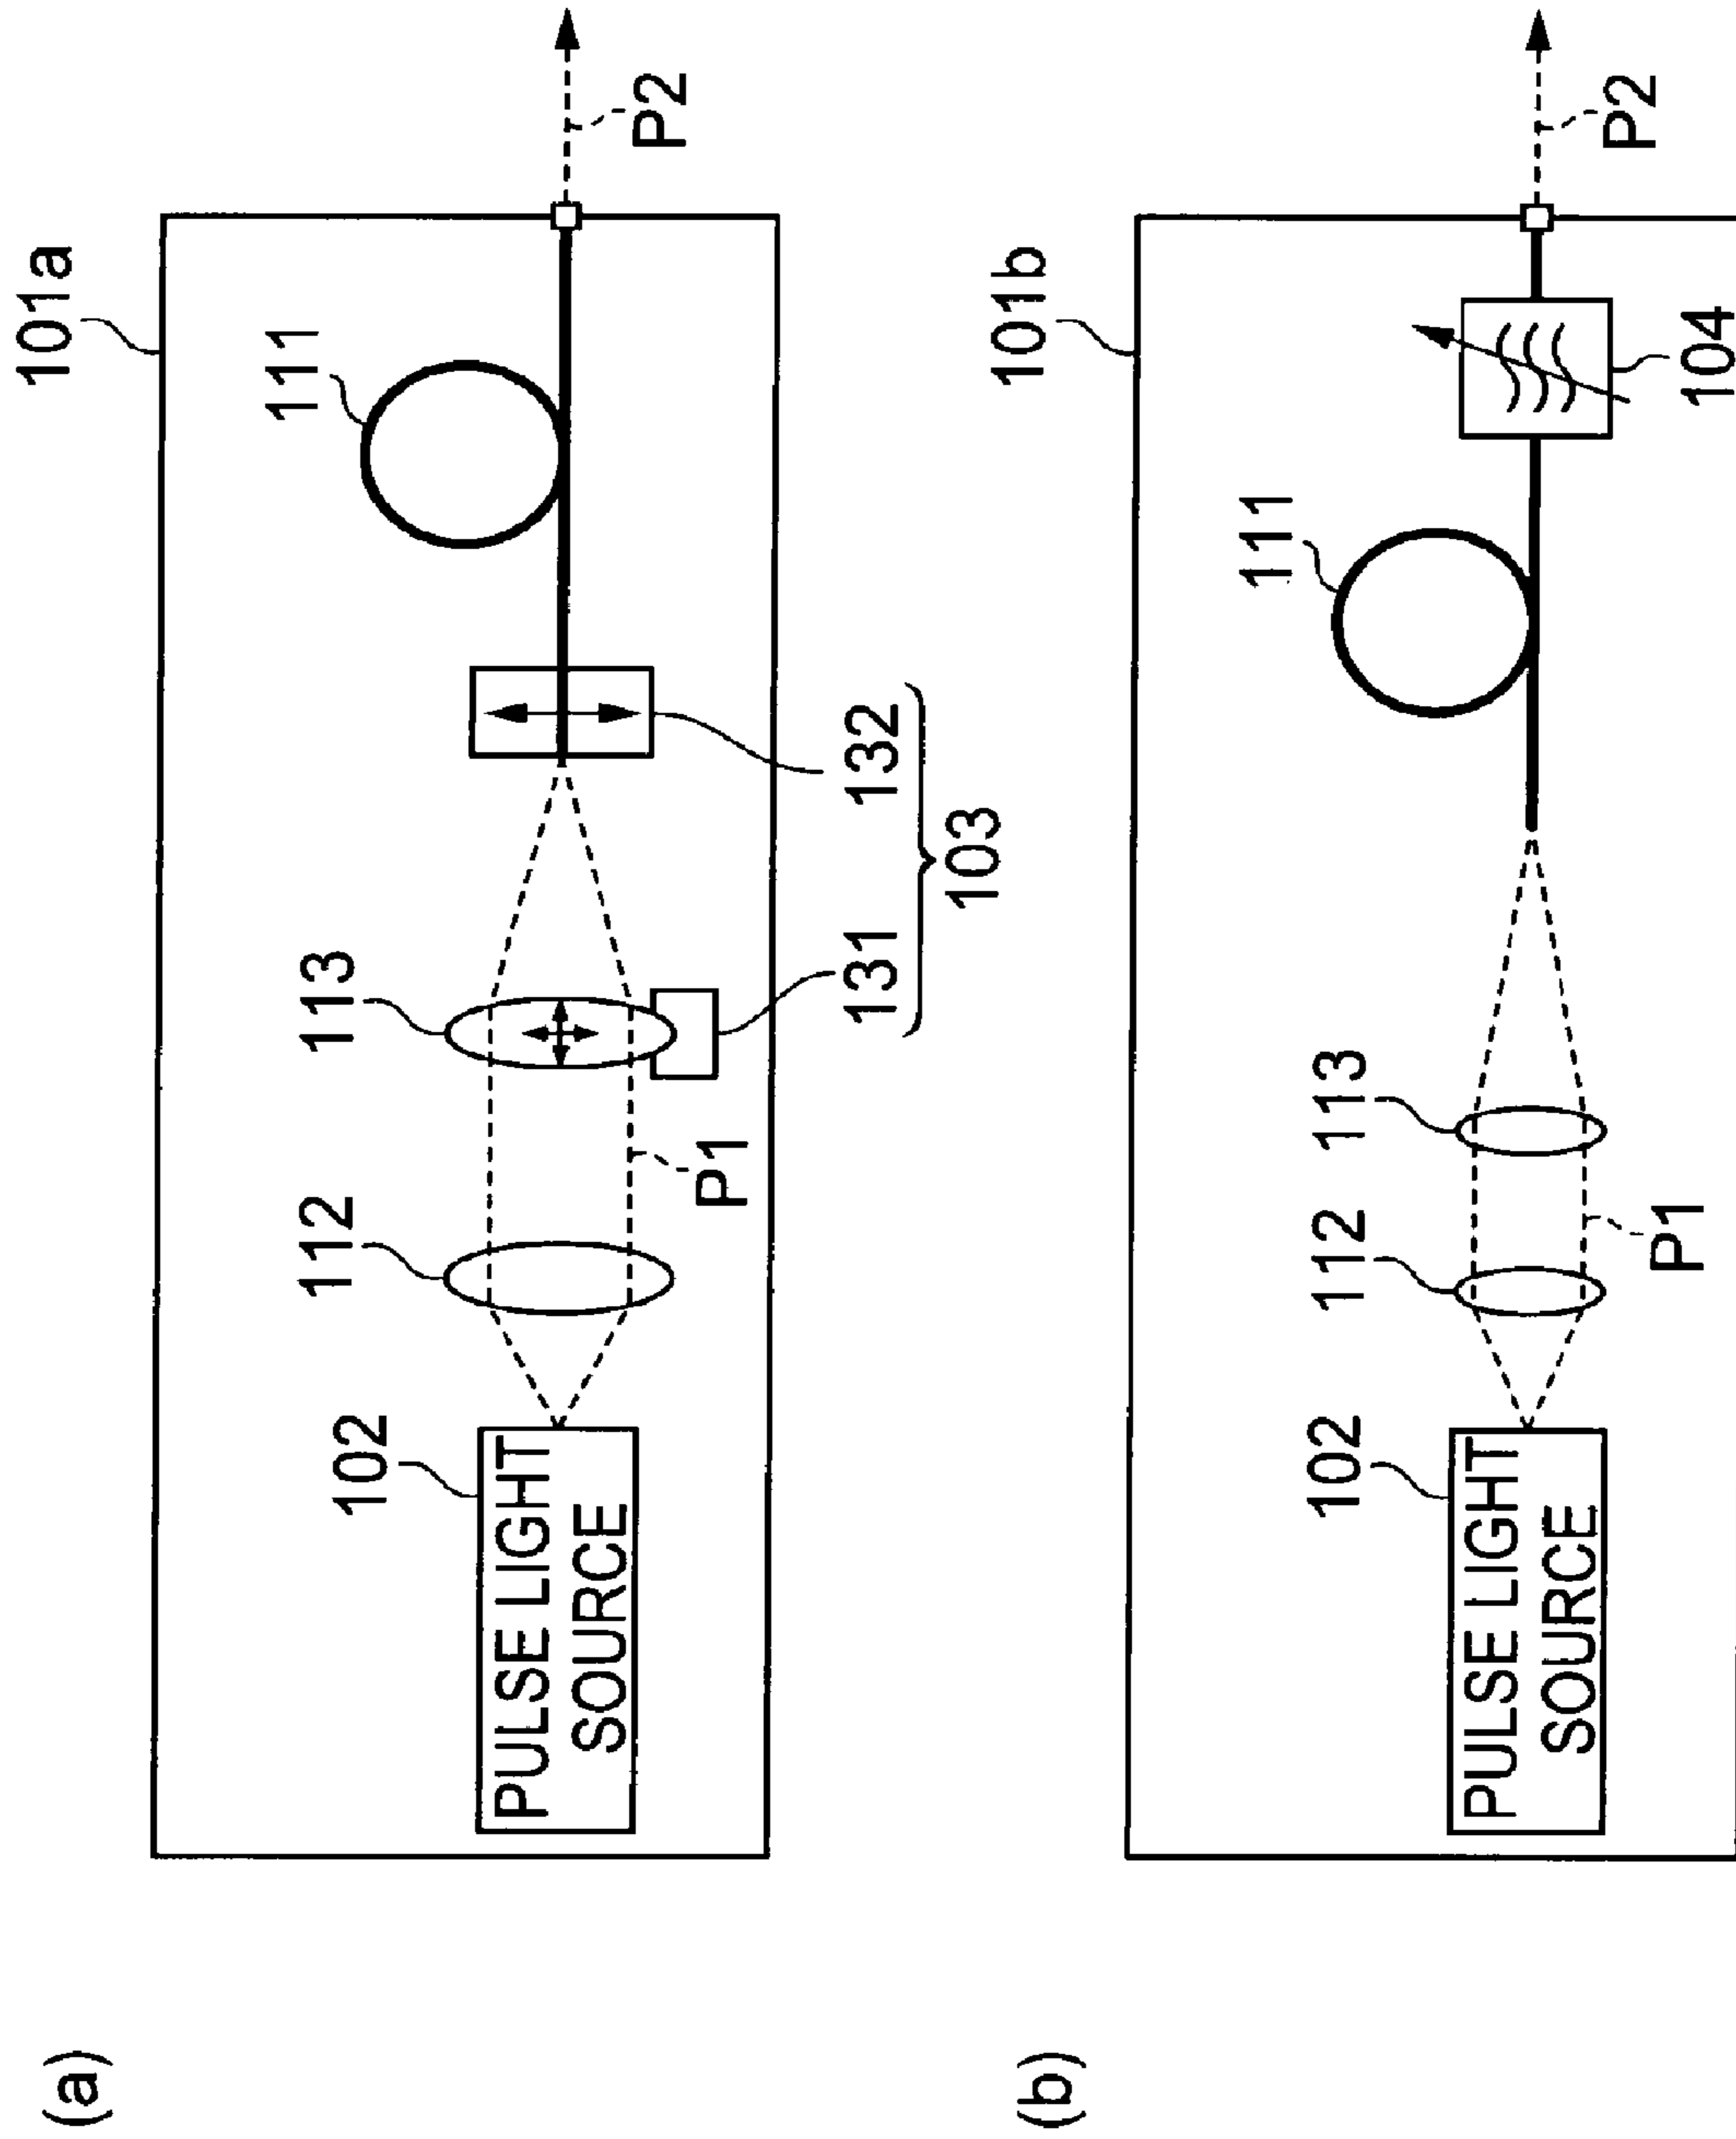 (a)
101a
102
PULSE LIGHT
SOURCE
112
113
111
P1
P2
131
132
103
(b)
101b
102
PULSE LIGHT
SOURCE
112
113
111
P1
104
P2